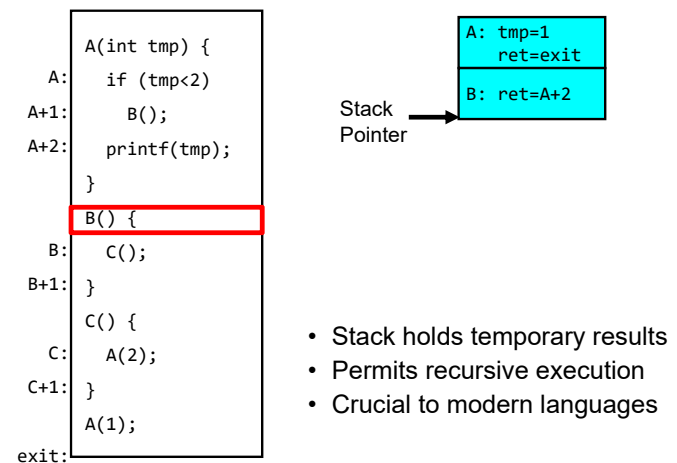 A(int tmp) {
A: if (tmp<2)
A+1: B();
A+2: printf(tmp);
}
B() {
B: C();
B+1: }
C() {
C: A(2);
C+1: }
A(1);
exit:
A: tmp=1
ret=exit
B: ret=A+2
Stack
Pointer
• Stack holds temporary results
• Permits recursive execution
• Crucial to modern languages